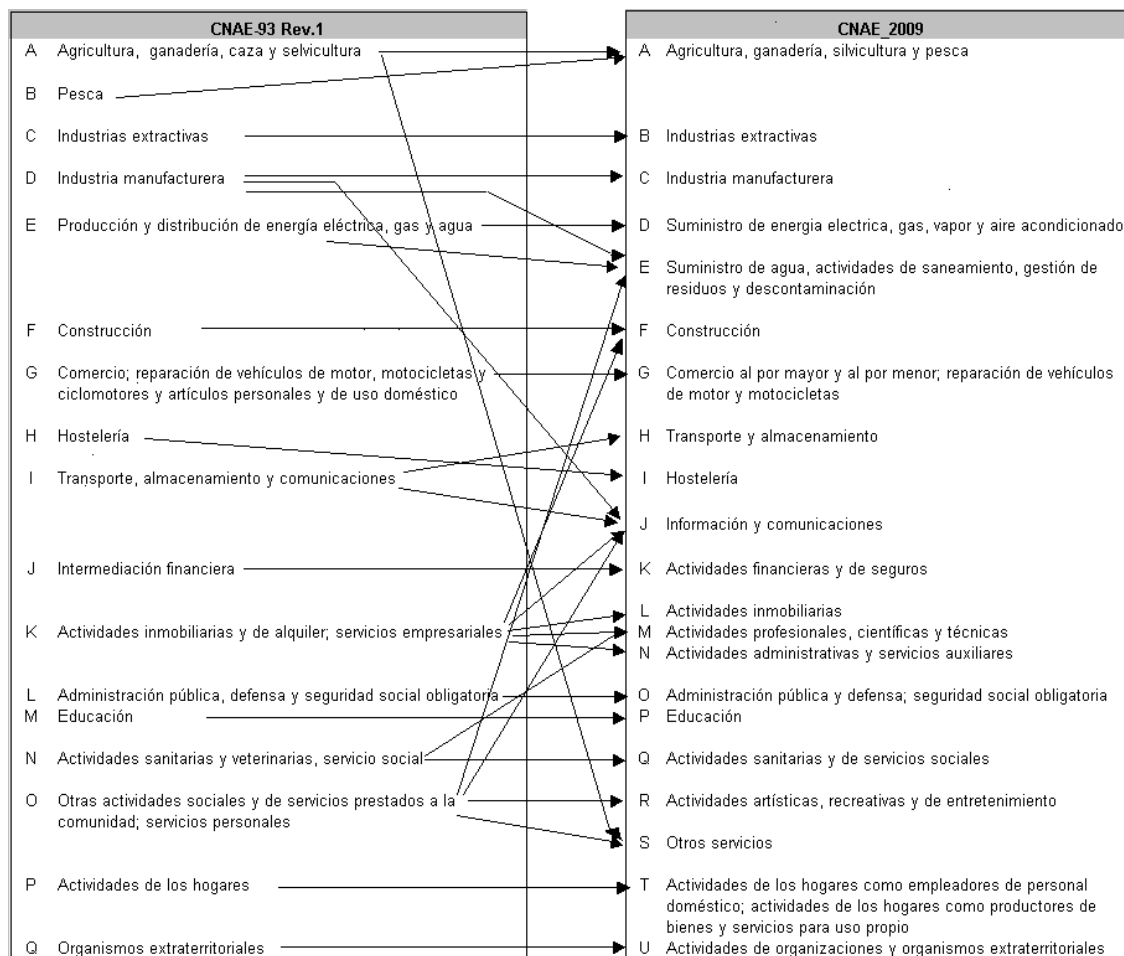 CNAE-93 Rev.1
A Agricultura, ganadería, caza y selvicultura
B Pesca
C Industrias extractivas
D Industria manufacturera
E Producción y distribución de energía eléctrica, gas y agua
F Construcción
G Comercio; reparación de vehículos de motor, motocicletas y
ciclomotores y artículos personales y de uso doméstico
H Hostelería
I Transporte, almacenamiento y comunicaciones
J Intermediación financiera
K Actividades inmobiliarias y de alquiler; servicios empresariales
L Administración pública, defensa y seguridad social obligatoria
M Educación
N Actividades sanitarias y veterinarias, servicio social
O Otras actividades sociales y de servicios prestados a la
comunidad; servicios personales
P Actividades de los hogares
Q Organismos extraterritoriales
CNAE_2009
A Agricultura, ganadería, silvicultura y pesca
B Industrias extractivas
C Industria manufacturera
D Suministro de energia electrica, gas, vapor y aire acondicionado
E Suministro de agua, actividades de saneamiento, gestión de
residuos y descontaminación
F Construcción
G Comercio al por mayor y al por menor; reparación de vehículos
de motor y motocicletas
H Transporte y almacenamiento
I Hostelería
J Información y comunicaciones
K Actividades financieras y de seguros
L Actividades inmobiliarias
M Actividades profesionales, científicas y técnicas
N Actividades administrativas y servicios auxiliares
O Administración pública y defensa; seguridad social obligatoria
P Educación
Q Actividades sanitarias y de servicios sociales
R Actividades artísticas, recreativas y de entretenimiento
S Otros servicios
T Actividades de los hogares como empleadores de personal
doméstico; actividades de los hogares como productores de
bienes y servicios para uso propio
U Actividades de organizaciones y organismos extraterritoriales